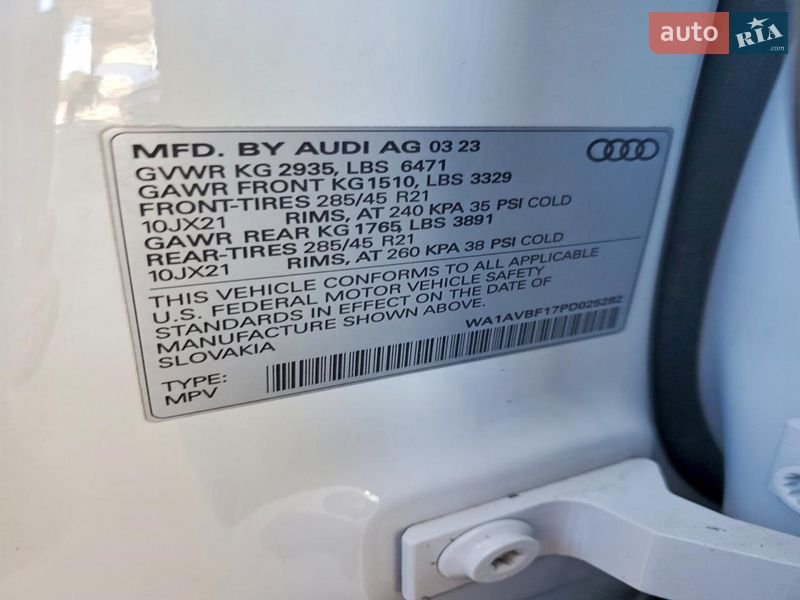 auto RIA
.com
MFD. BY AUDI AG 03 23
GVWR KG 2935, LBS 6471
GAWR FRONT KG1510, LBS 3329
FRONT-TIRES 285/45 R21
10JX21 RIMS, AT 240 KPA 35 PSI COLD
GAWR REAR KG 1765, LBS 3891
REAR-TIRES 285/45 R21
10JX21 RIMS, AT 260 KPA 38 PSI COLD
THIS VEHICLE CONFORMS TO ALL APPLICABLE
U.S. FEDERAL MOTOR VEHICLE SAFETY
STANDARDS IN EFFECT ON THE DATE OF
MANUFACTURE SHOWN ABOVE.
SLOVAKIA
WA1AVBF17PD025282
TYPE:
MPV